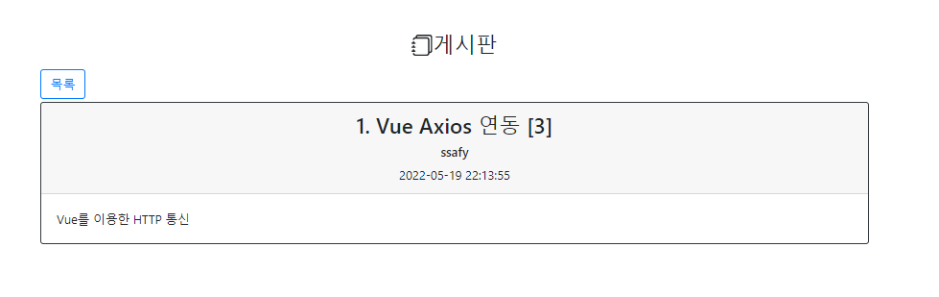 게시판
목록
1. Vue Axios 연동 [3]
ssafy
2022-05-19 22:13:55
Vue를 이용한 HTTP 통신